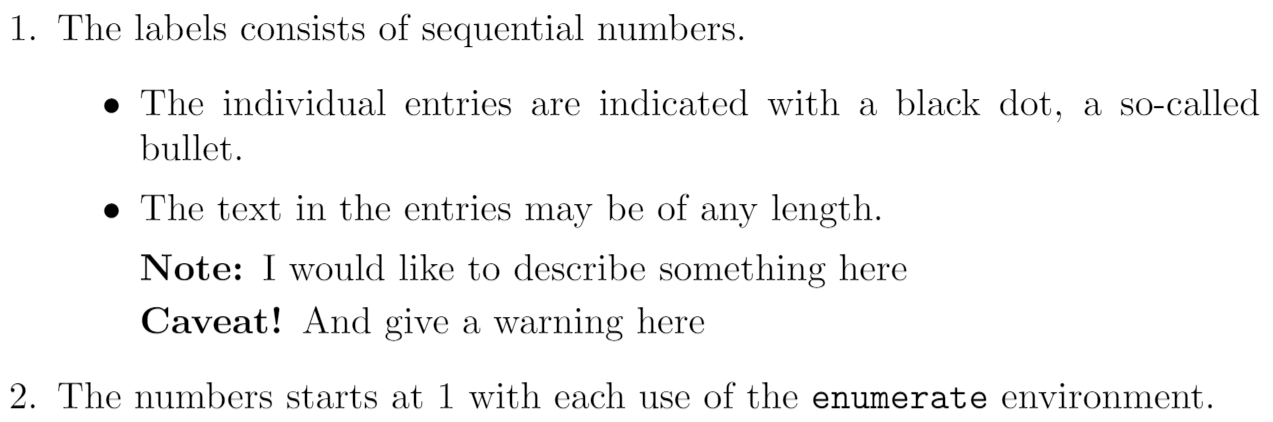 1. The labels consists of sequential numbers.
• The individual entries are indicated with a black dot, a so-called
bullet.
• The text in the entries may be of any length.
Note: I would like to describe something here
Caveat! And give a warning here
2. The numbers starts at 1 with each use of the enumerate environment.